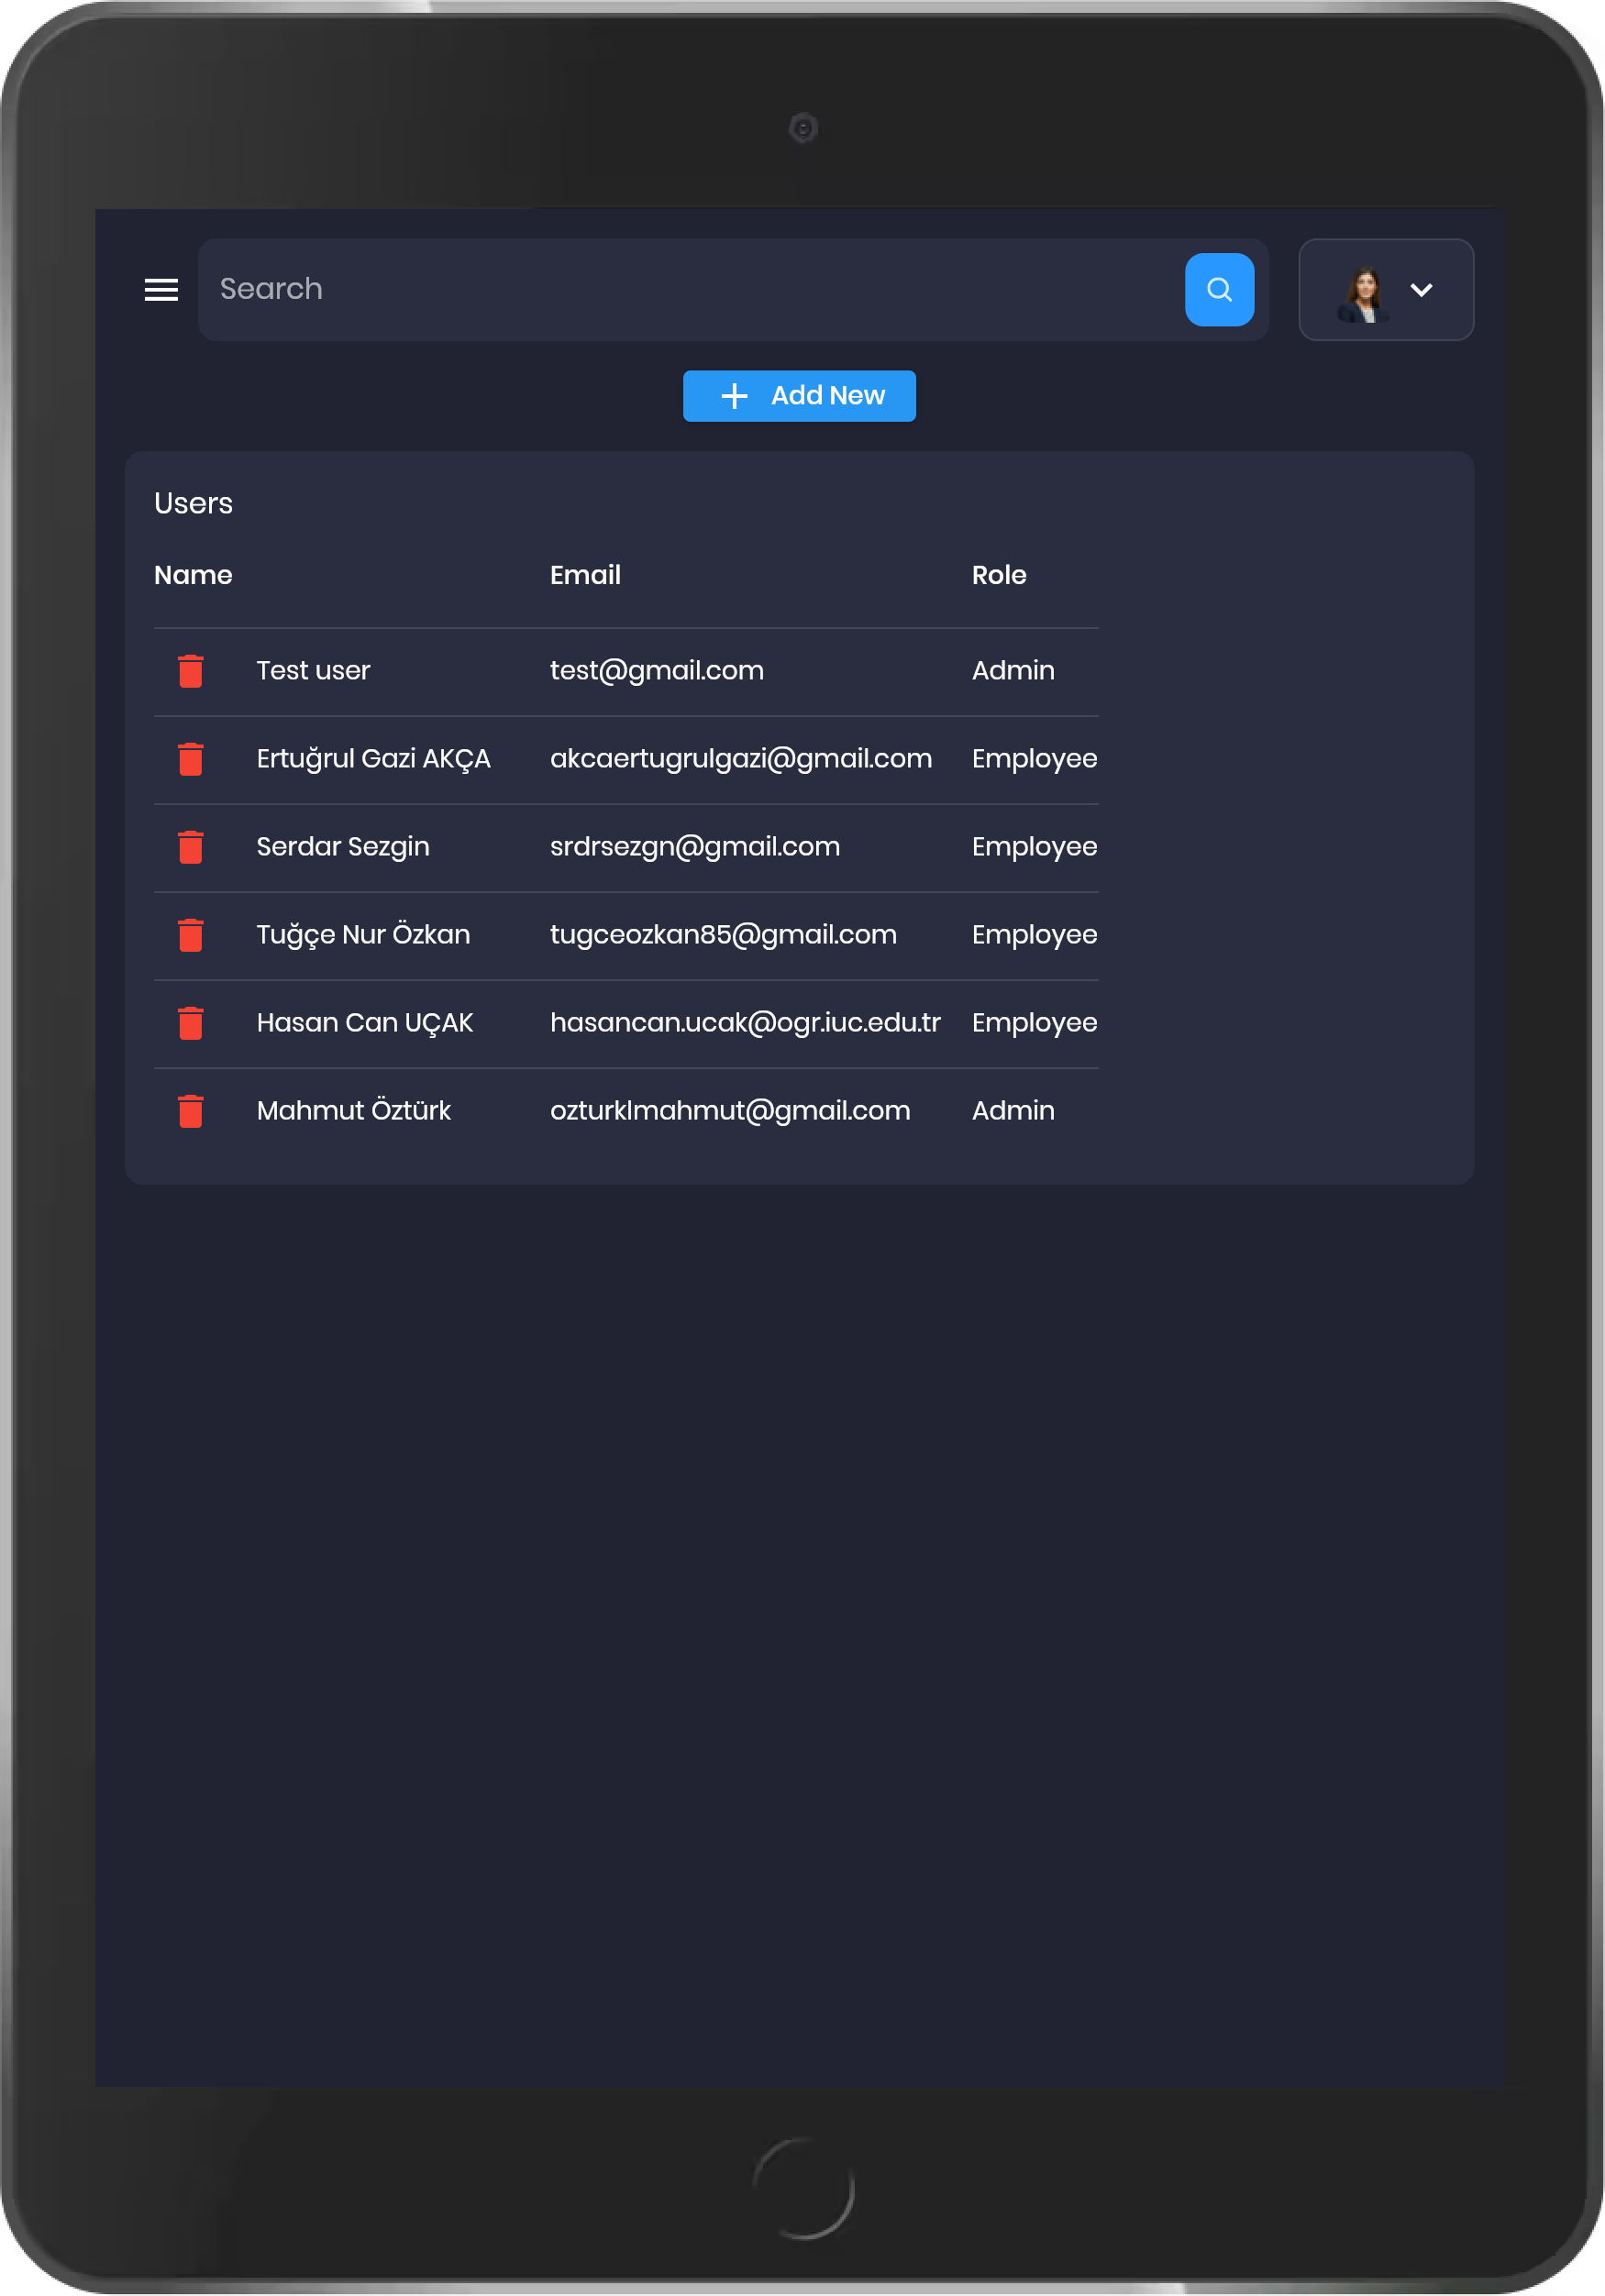 Search
Add New
Users
Name Email Role
Test user test@gmail.com Admin
Ertuğrul Gazi AKÇA akcaertugrulgazi@gmail.com Employee
Serdar Sezgin srdrsezgn@gmail.com Employee
Tuğçe Nur Özkan tugceozkan85@gmail.com Employee
Hasan Can UÇAK hasancan.ucak@ogr.iuc.edu.tr Employee
Mahmut Öztürk ozturklmahmut@gmail.com Admin